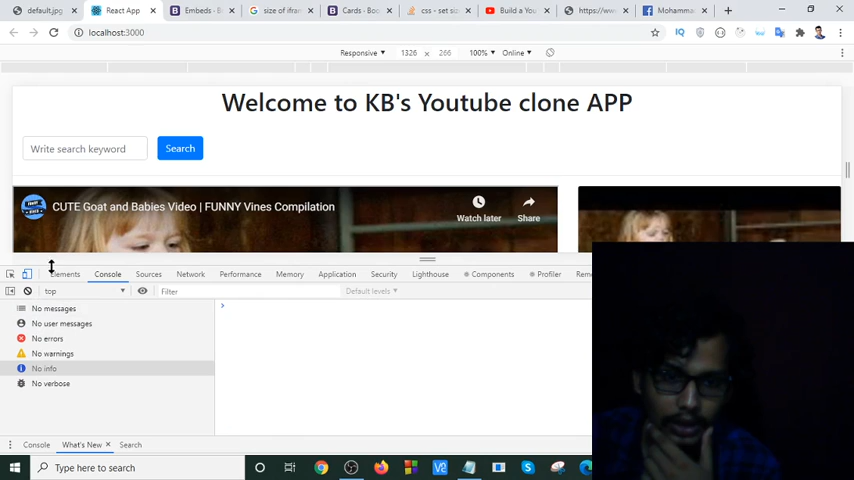 default.jpg
React App
Embeds - B
size of ifra
Cards - Boo
css - set siz
Build a You
https://ww
Mohamma
localhost:3000
IQ
Responsive
1326
266
100%
Online
Welcome to KB's Youtube clone APP
Write search keyword
Search
CUTE Goat and Babies Video | FUNNY Vines Compilation
Watch later
Share
Elements
Console
Sources
Network
Performance
Memory
Application
Security
Lighthouse
Components
Profiler
Rem
top
Filter
Default levels
No messages
No user messages
No errors
No warnings
No info
No verbose
Console
What's New
Search
Type here to search